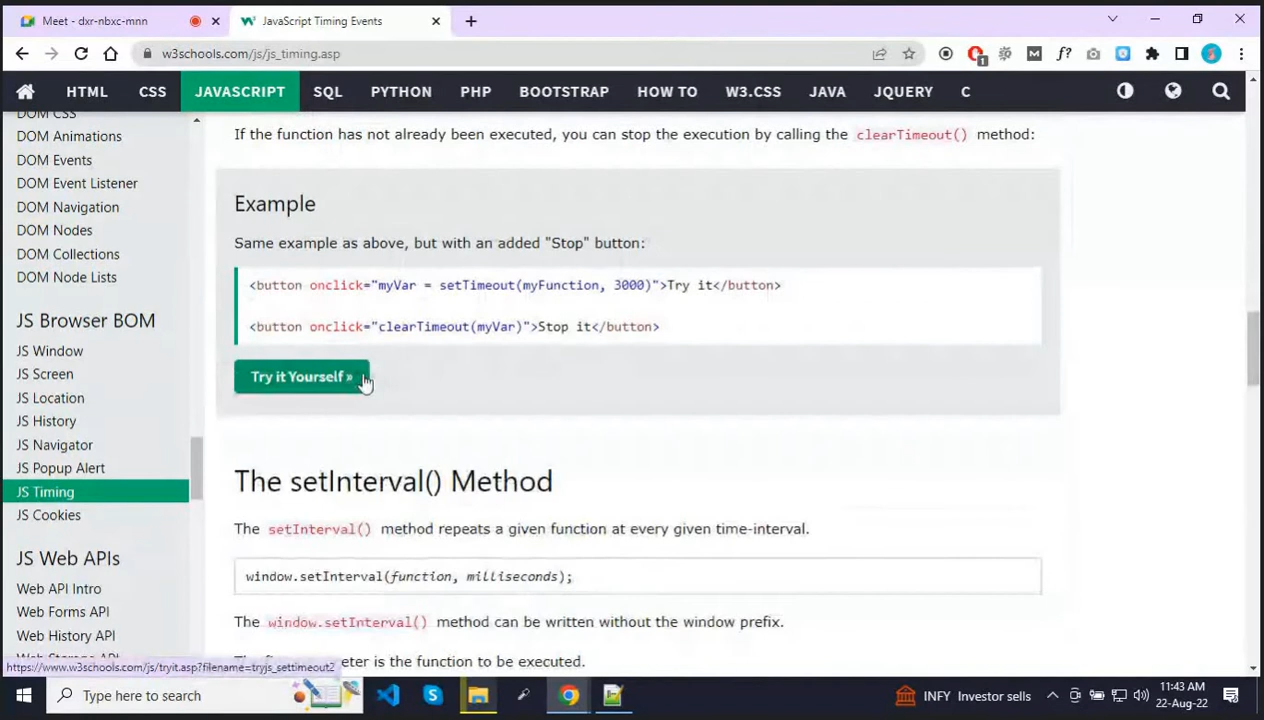 Meet - dxr-nbxc-mnn
JavaScript Timing Events
w3schools.com/js/js_timing.asp
M
f?
1
HTML
CSS
JAVASCRIPT
SQL
PYTHON
PHP
BOOTSTRAP
HOW TO
W3.CSS
JAVA
JQUERY
C
DOM CSS
DOM Animations
DOM Events
DOM Event Listener
DOM Navigation
DOM Nodes
DOM Collections
DOM Node Lists
JS Browser BOM
JS Window
JS Screen
JS Location
JS History
JS Navigator
JS Popup Alert
JS Timing
JS Cookies
JS Web APIs
Web API Intro
Web Forms API
Web History API
https://www.w3schools.com/js/tryit.asp?filename=tryjs_settimeout2
If the function has not already been executed, you can stop the execution by calling the clearTimeout() method:
Example
Same example as above, but with an added "Stop" button:
<button onclick="myVar = setTimeout(myFunction, 3000)">Try it</button>
<button onclick="clearTimeout(myVar)">Stop it</button>
Try it Yourself »
The setInterval() Method
The setInterval() method repeats a given function at every given time-interval.
window.setInterval(function, milliseconds);
The window.setInterval() method can be written without the window prefix.
eter is the function to be executed.
Type here to search
INFY Investor sells
11:43 AM
22-Aug-22